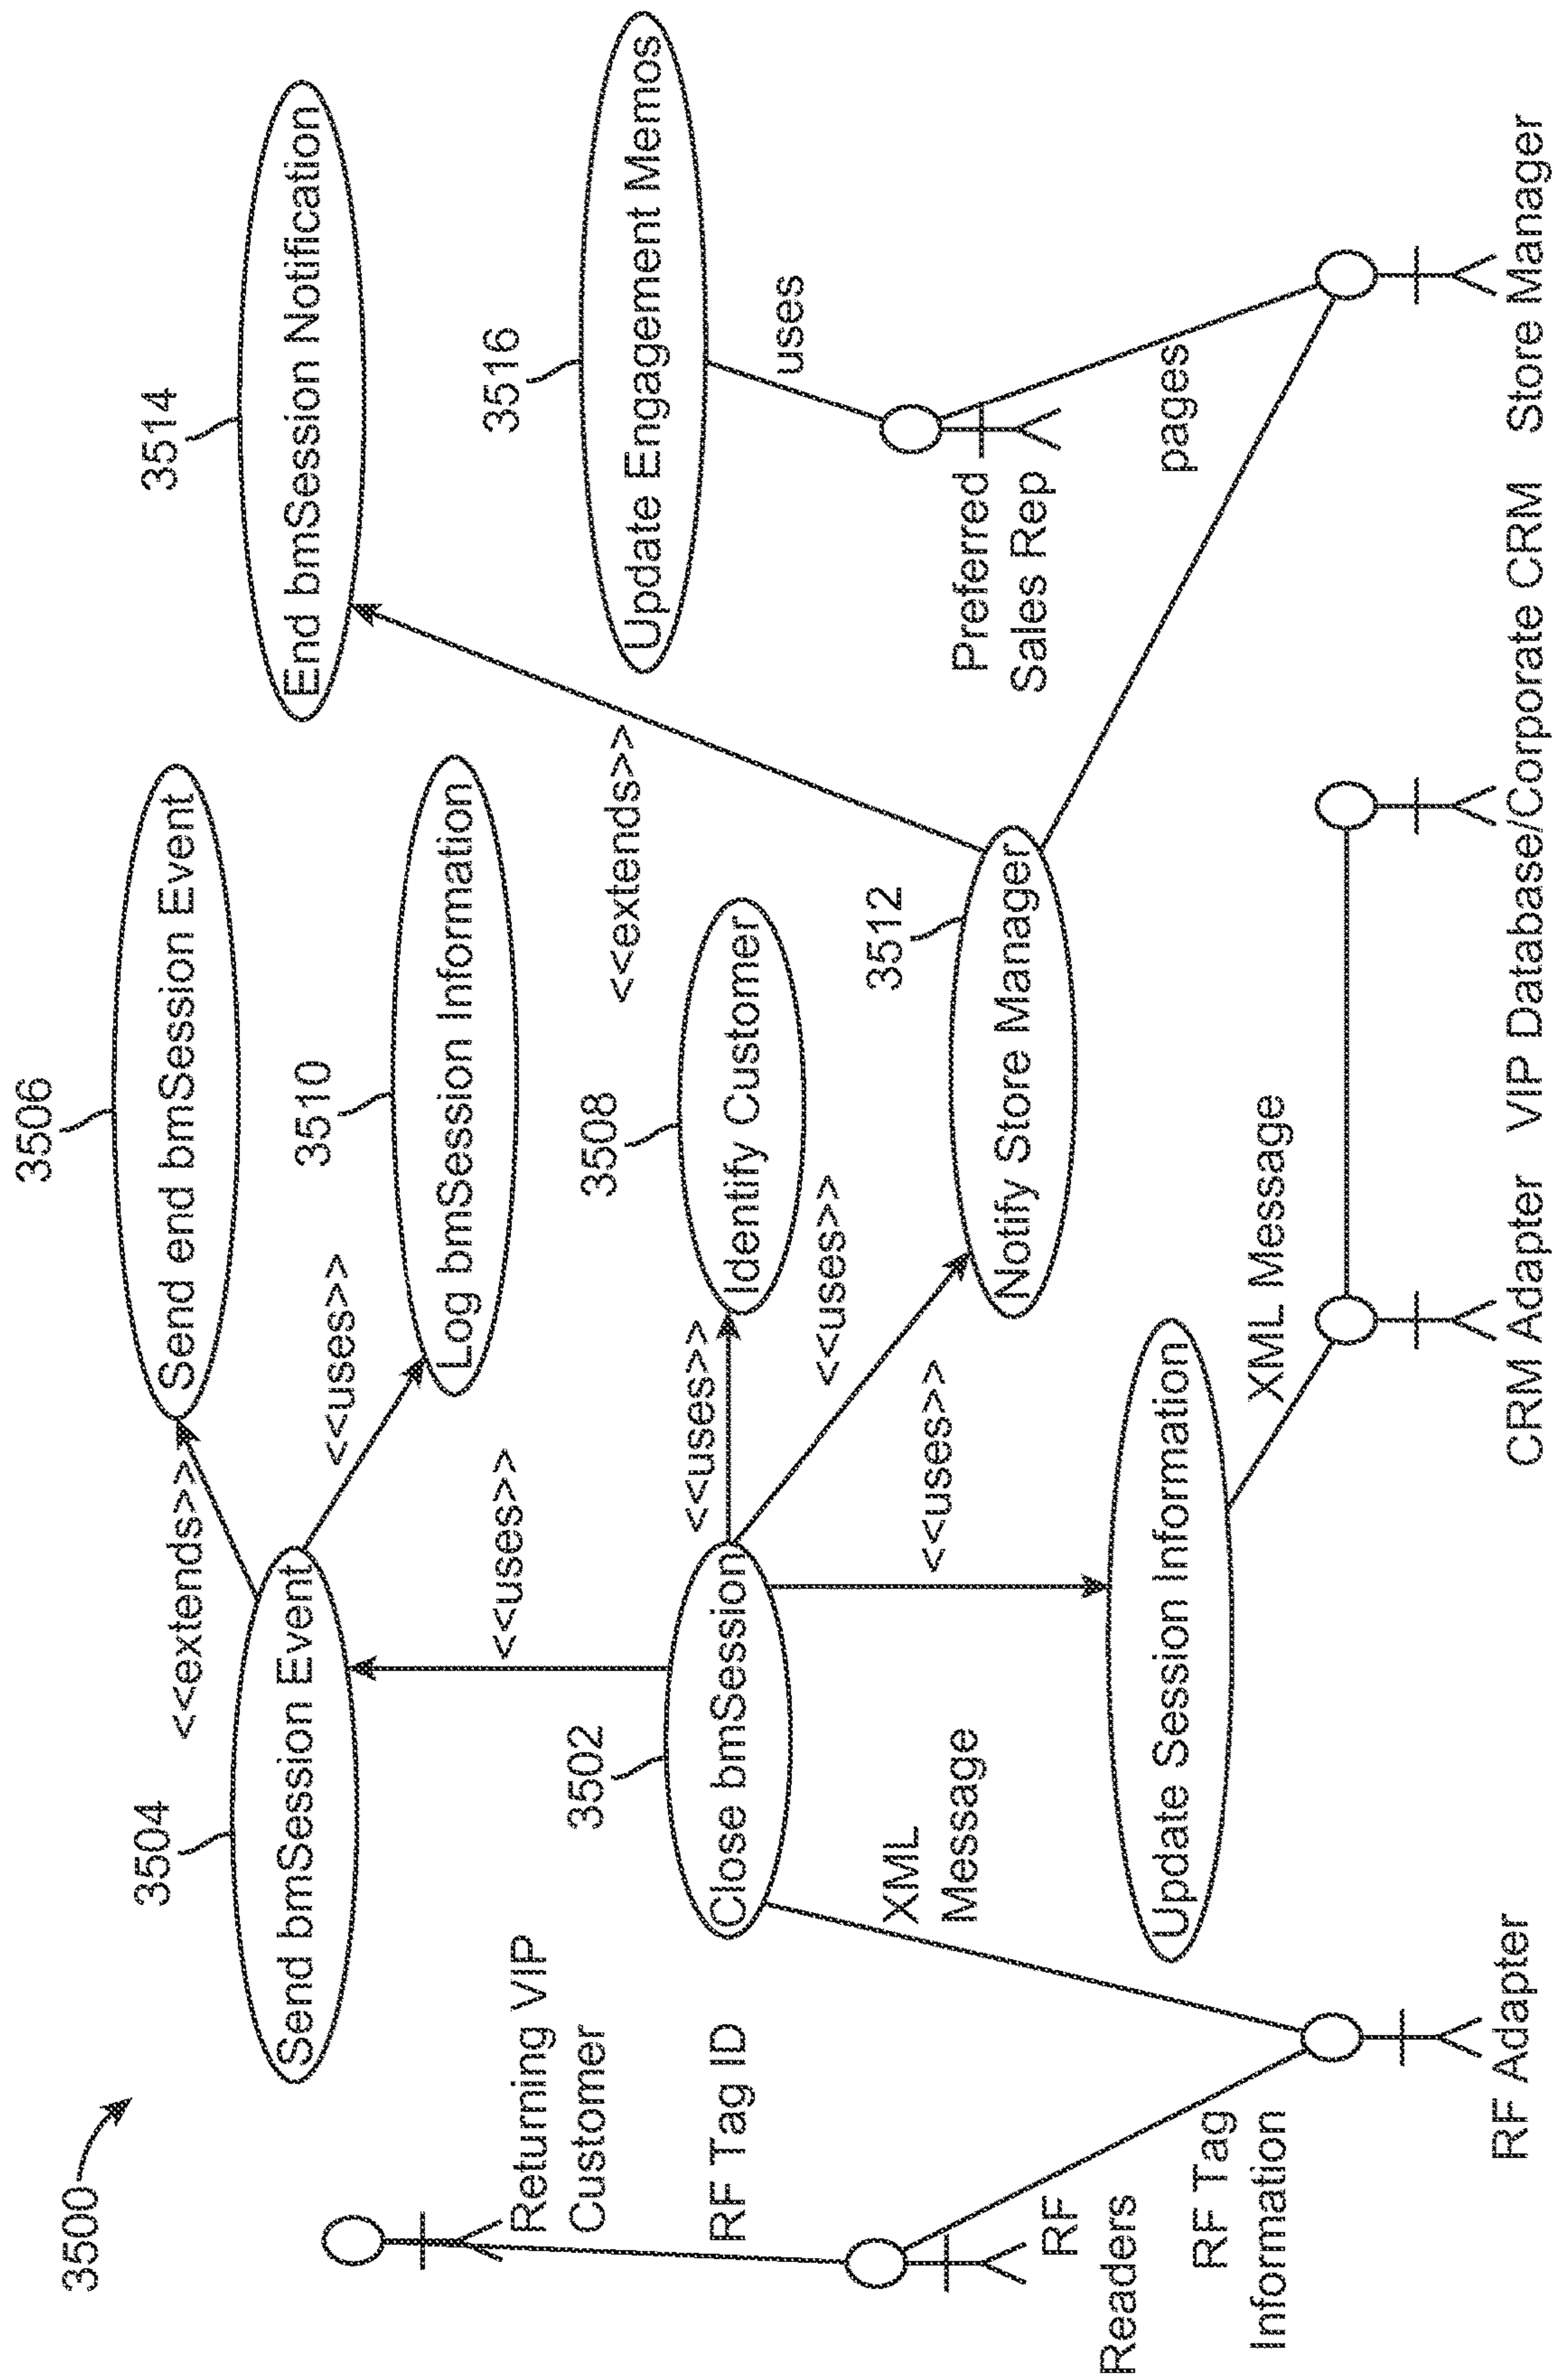 3500
3504
Send bmSession Event
<<extends>>
3506
Send end bmSession Event
<<uses>>
3510
Log bmSession Information
3514
End bmSession Notification
Returning VIP
Customer
RF Tag ID
<<uses>>
3502
Close bmSession
<<uses>>
3508
Identify Customer
<<extends>>
3516
Update Engagement Memos
uses
<<uses>>
3512
Notify Store Manager
<<uses>>
Preferred
Sales Rep
pages
XML
Message
RF
Readers
RF Tag
Information
Update Session Information
XML Message
RF Adapter
CRM Adapter
VIP Database/Corporate CRM
Store Manager